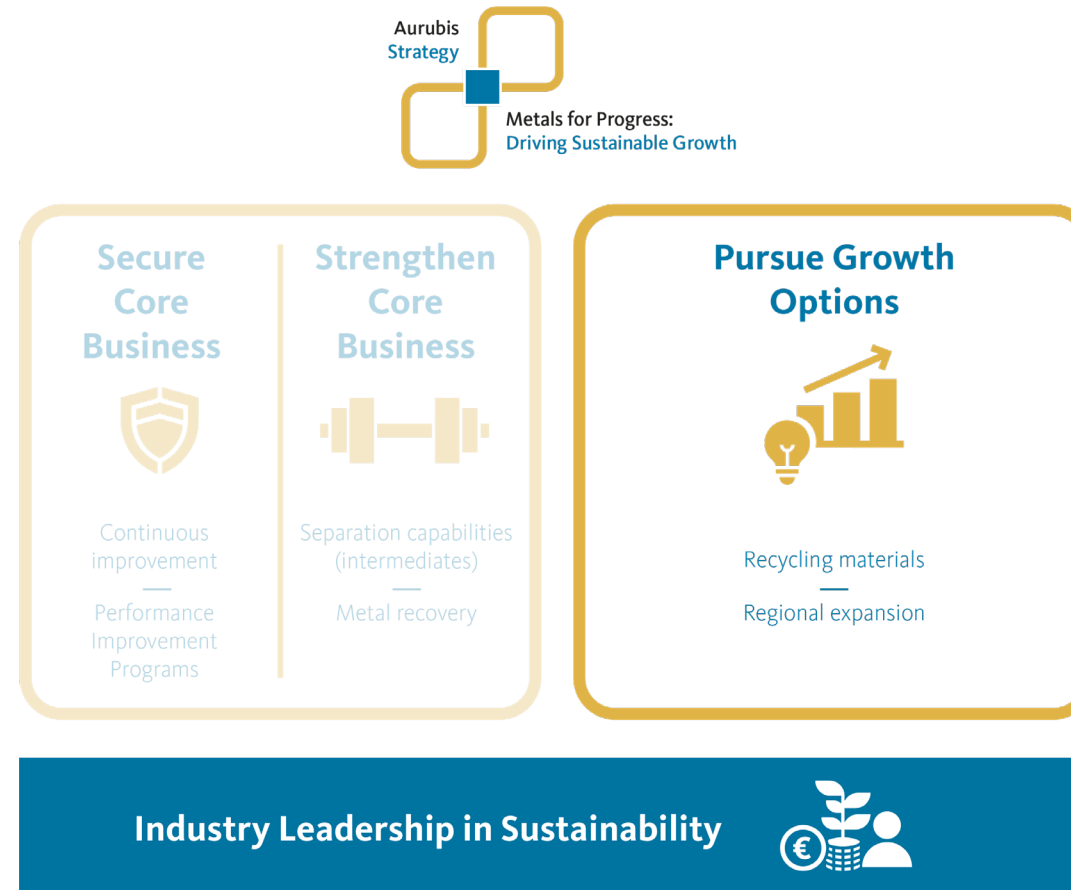 Aurubis
Strategy
Metals for Progress:
Driving Sustainable Growth
Secure
Core
Business
Continuous
improvement
Performance
Improvement
Programs
Strengthen
Core
Business
Separation capabilities
(intermediates)
Metal recovery
Pursue Growth
Options
Recycling materials
Regional expansion
Industry Leadership in Sustainability
€